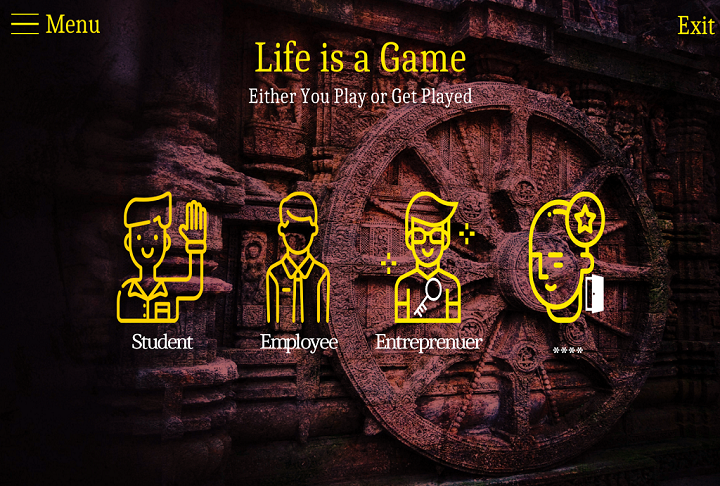 Menu
Exit
Life is a Game
Either You Play or Get Played
Student
Employee
Entreprenuer
****